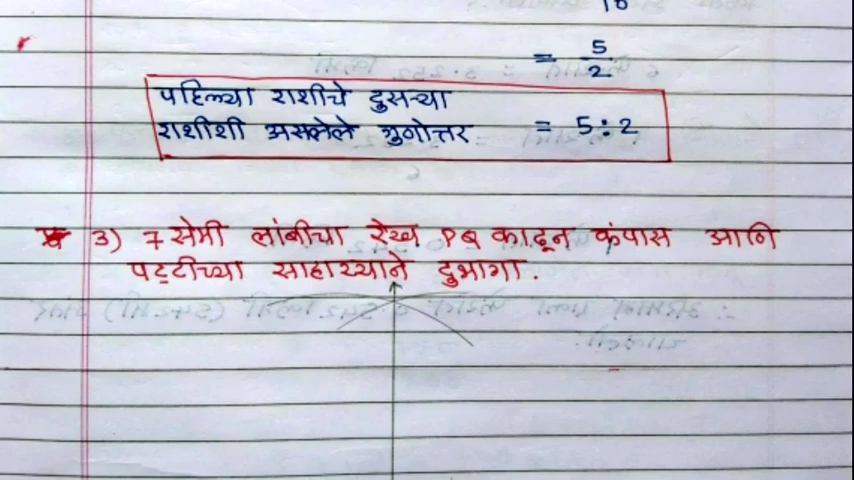 = 5/2
पहिल्या राशीचे दुसऱ्या
राशीशी असलेले गुणोत्तर = 5:2
3) 7 सेमी लांबीचा रेख PQ काढून कंपास आणि
पट्टीच्या साहाय्याने दुभागा.